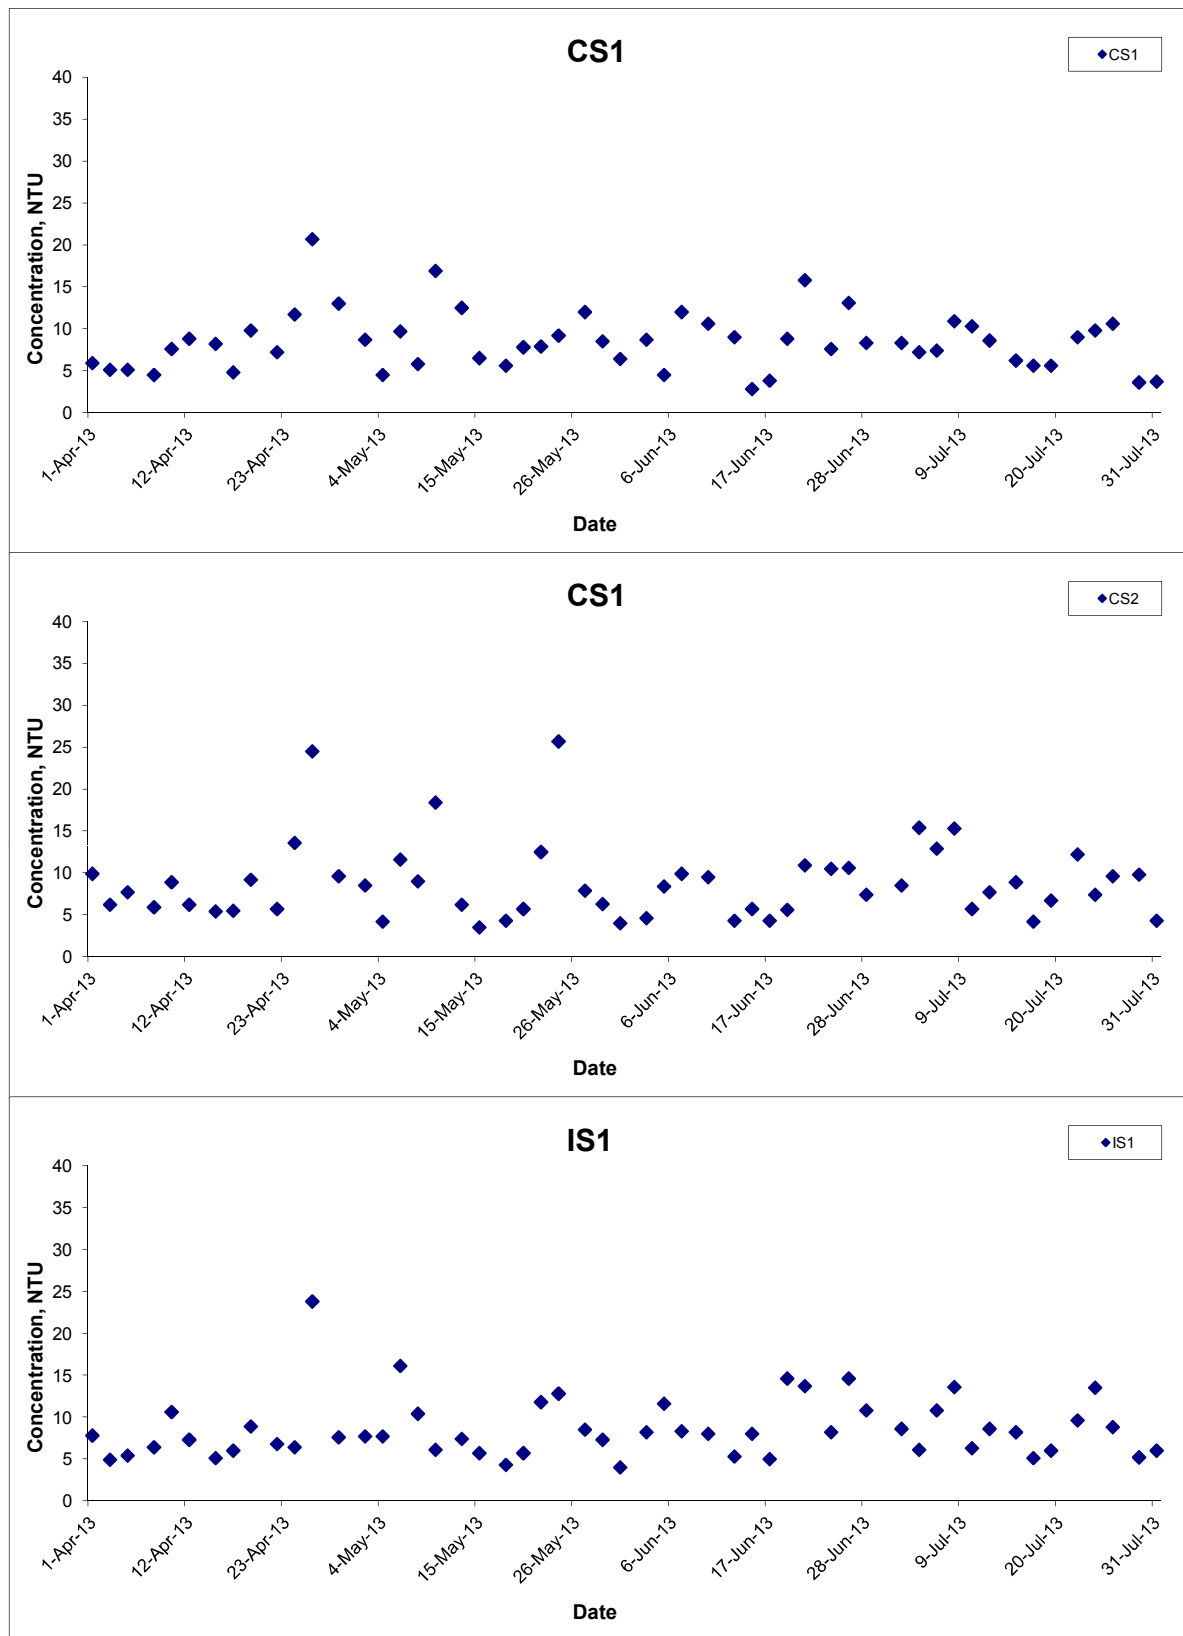 CS1
CS1
40
35
30
25
20
15
10
5
0
Concentration, NTU
1-Apr-13
12-Apr-13
23-Apr-13
4-May-13
15-May-13
26-May-13
6-Jun-13
17-Jun-13
28-Jun-13
9-Jul-13
20-Jul-13
31-Jul-13
Date
CS1
CS2
40
35
30
25
20
15
10
5
0
Concentration, NTU
1-Apr-13
12-Apr-13
23-Apr-13
4-May-13
15-May-13
26-May-13
6-Jun-13
17-Jun-13
28-Jun-13
9-Jul-13
20-Jul-13
31-Jul-13
Date
IS1
IS1
40
35
30
25
20
15
10
5
0
Concentration, NTU
1-Apr-13
12-Apr-13
23-Apr-13
4-May-13
15-May-13
26-May-13
6-Jun-13
17-Jun-13
28-Jun-13
9-Jul-13
20-Jul-13
31-Jul-13
Date